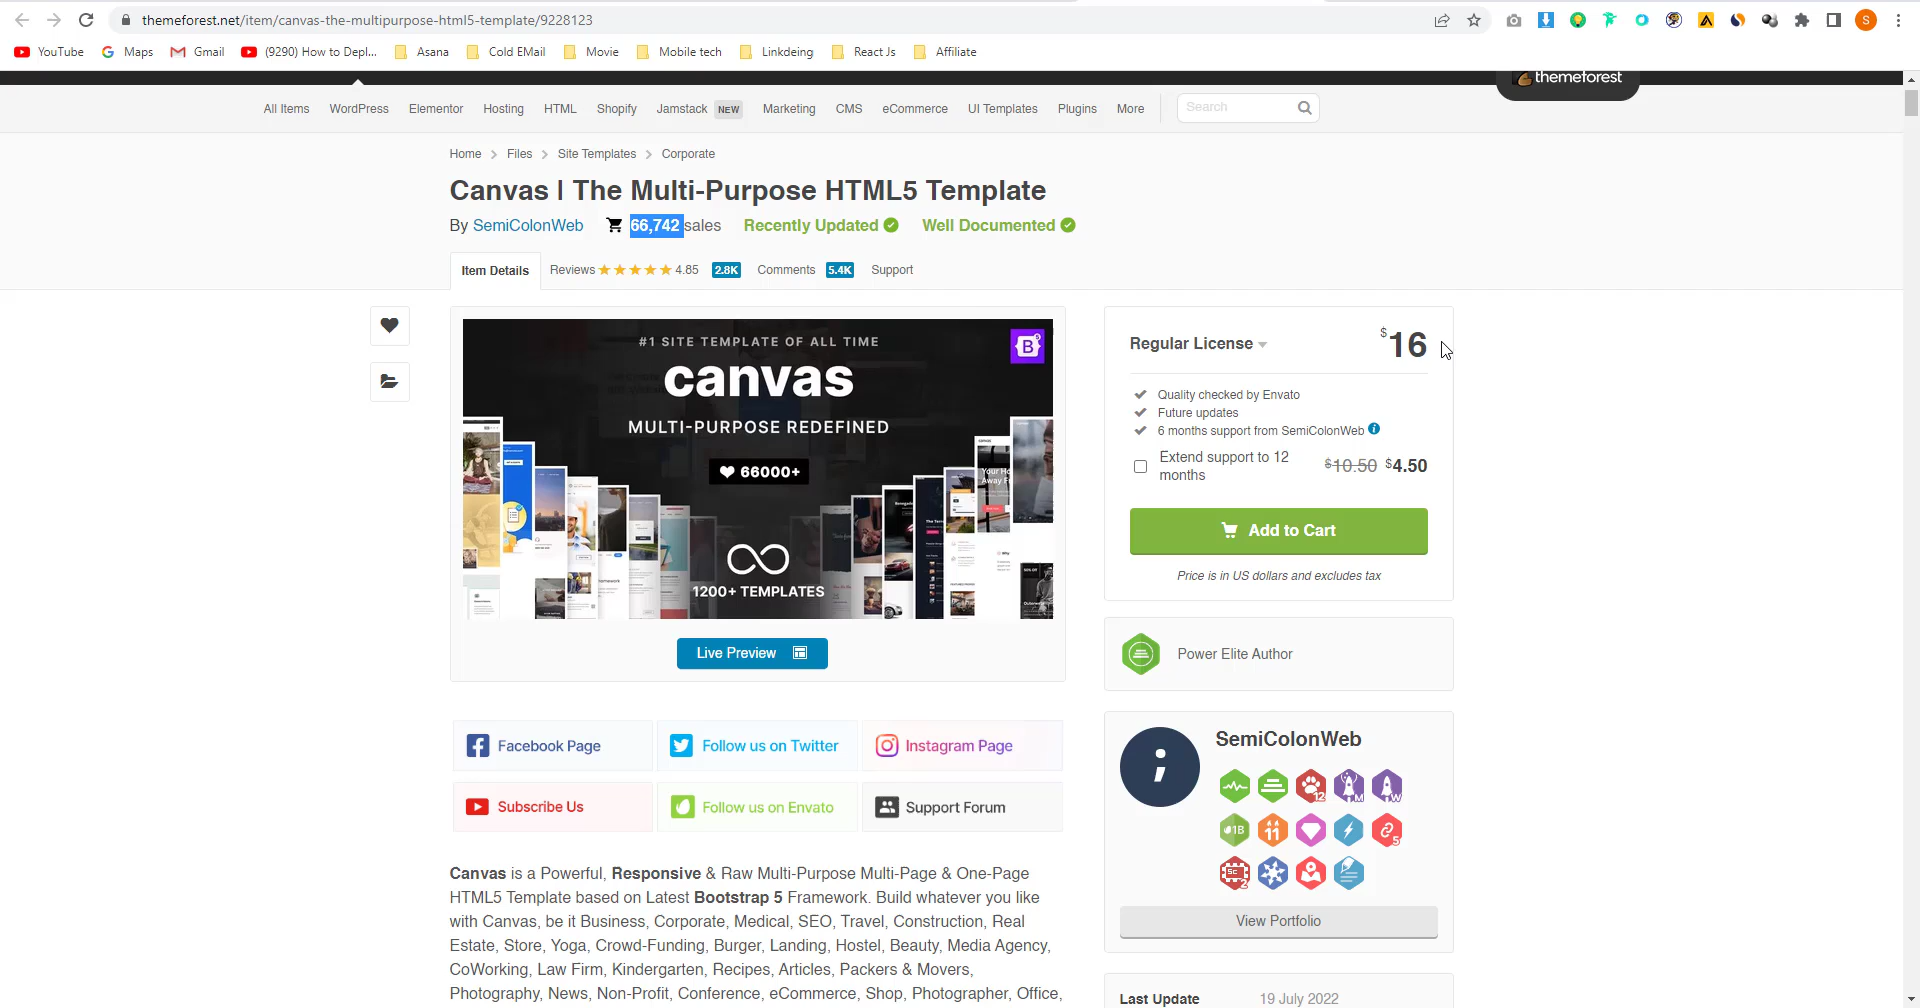 themeforest.net/item/canvas-the-multipurpose-html5-template/9228123
S
YouTube Maps Gmail (9290) How to Depl... Asana Cold EMail Movie Mobile tech Linkdeing React Js Affiliate
themeforest
All Items WordPress Elementor Hosting HTML Shopify Jamstack NEW Marketing CMS eCommerce UI Templates Plugins More Search
Home > Files > Site Templates > Corporate
Canvas | The Multi-Purpose HTML5 Template
By SemiColonWeb 66,742 sales Recently Updated Well Documented
Item Details Reviews 4.85 2.8K Comments 5.4K Support
#1 SITE TEMPLATE OF ALL TIME
B
canvas
MULTI-PURPOSE REDEFINED
66000+
1200+ TEMPLATES
Live Preview
Regular License $16
Quality checked by Envato
Future updates
6 months support from SemiColonWeb
Extend support to 12 months $10.50 $4.50
Add to Cart
Price is in US dollars and excludes tax
Power Elite Author
Facebook Page Follow us on Twitter Instagram Page
Subscribe Us Follow us on Envato Support Forum
SemiColonWeb
View Portfolio
Canvas is a Powerful, Responsive & Raw Multi-Purpose Multi-Page & One-Page
HTML5 Template based on Latest Bootstrap 5 Framework. Build whatever you like
with Canvas, be it Business, Corporate, Medical, SEO, Travel, Construction, Real
Estate, Store, Yoga, Crowd-Funding, Burger, Landing, Hostel, Beauty, Media Agency,
CoWorking, Law Firm, Kindergarten, Recipes, Articles, Packers & Movers,
Photography, News, Non-Profit, Conference, eCommerce, Shop, Photographer, Office,
Last Update 19 July 2022